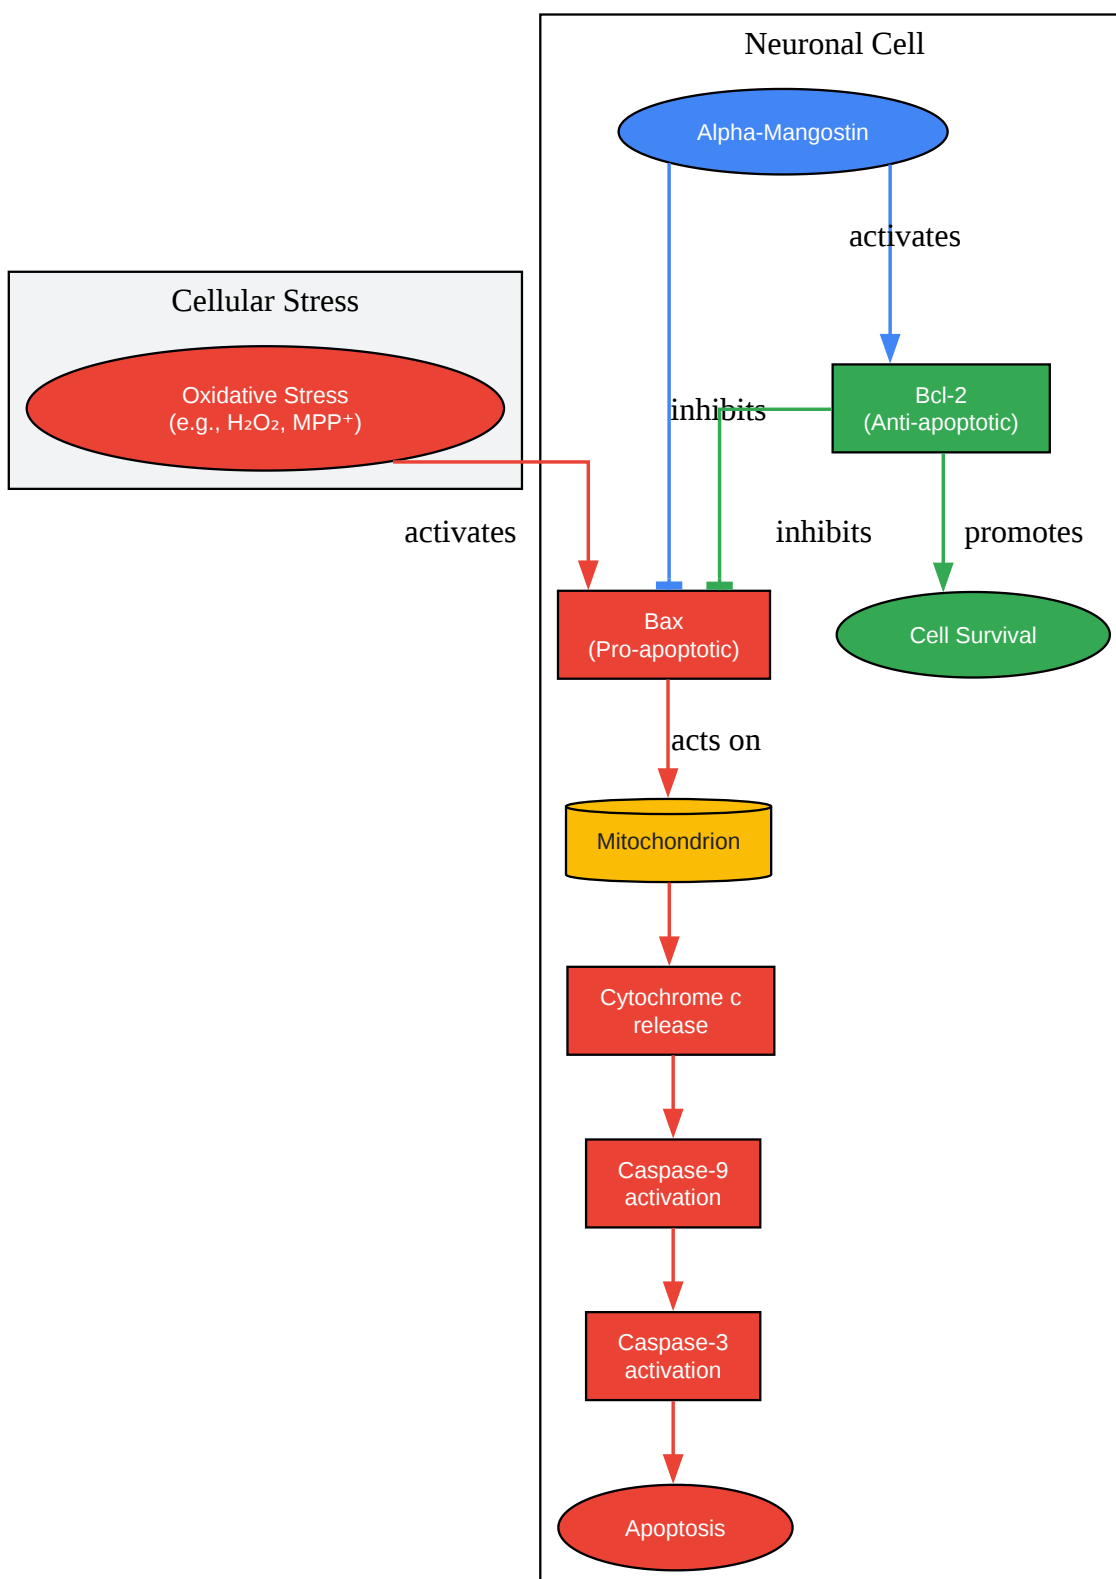 Neuronal Cell
Alpha-Mangostin
activates
Cellular Stress
Oxidative Stress
(e.g., H₂O₂, MPP⁺)
inhibits
Bcl-2
(Anti-apoptotic)
activates
inhibits
promotes
Bax
(Pro-apoptotic)
Cell Survival
acts on
Mitochondrion
Cytochrome c
release
Caspase-9
activation
Caspase-3
activation
Apoptosis